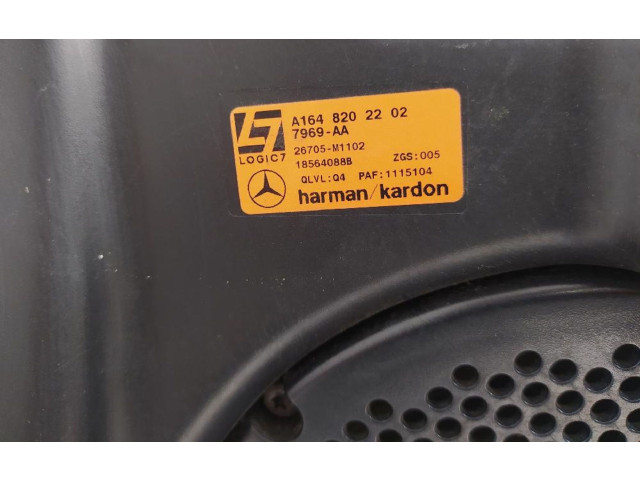 A164 820 22 02
7969-AA
LOGIC7
26705-M1102
18564088B ZGS:005
QLVL:Q4 PAF:1115104
harman/kardon